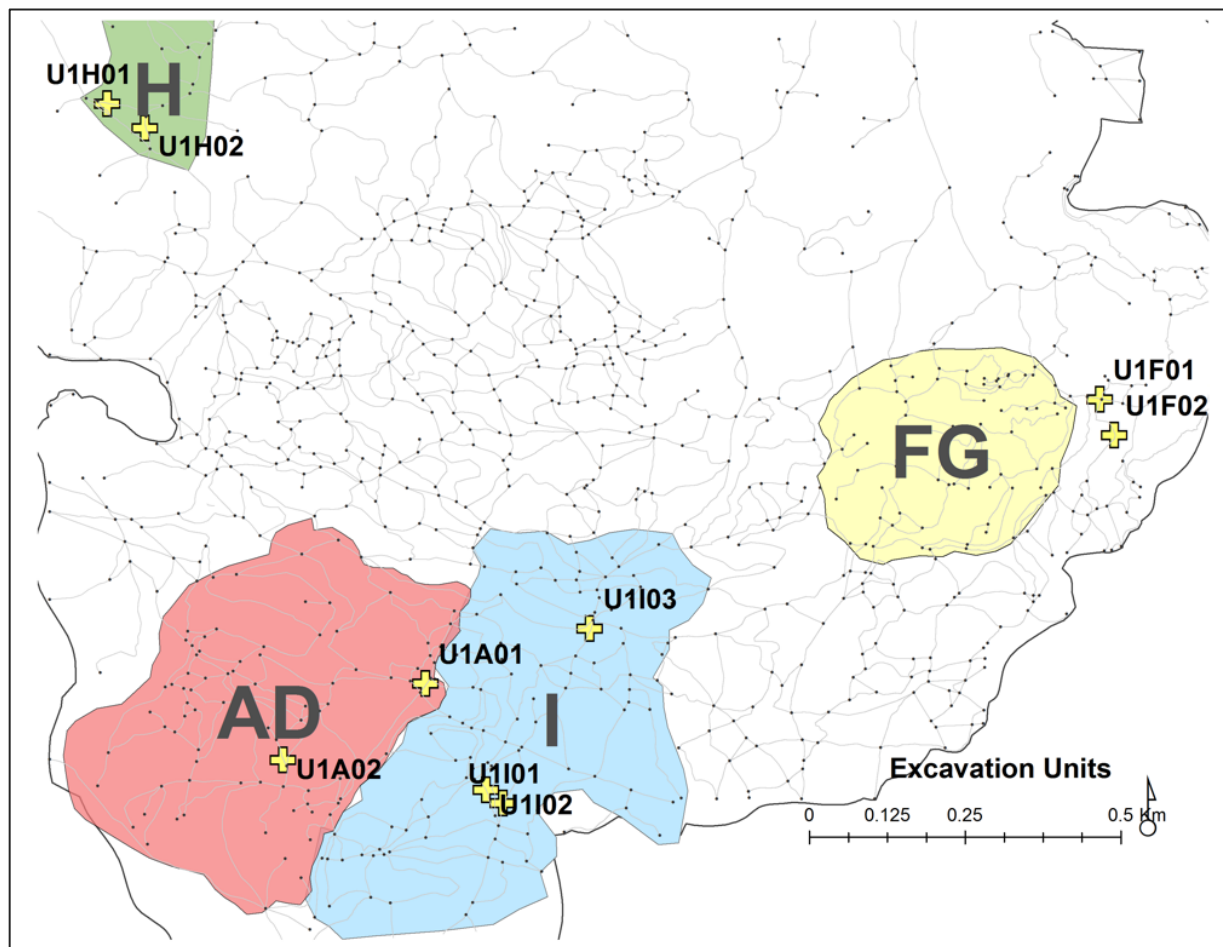 U1H01
H
U1H02
U1F01
U1F02
FG
U1I03
U1A01
AD
I
U1A02
U1I01
U1I02
Excavation Units
0 0.125 0.25 0.5 Km